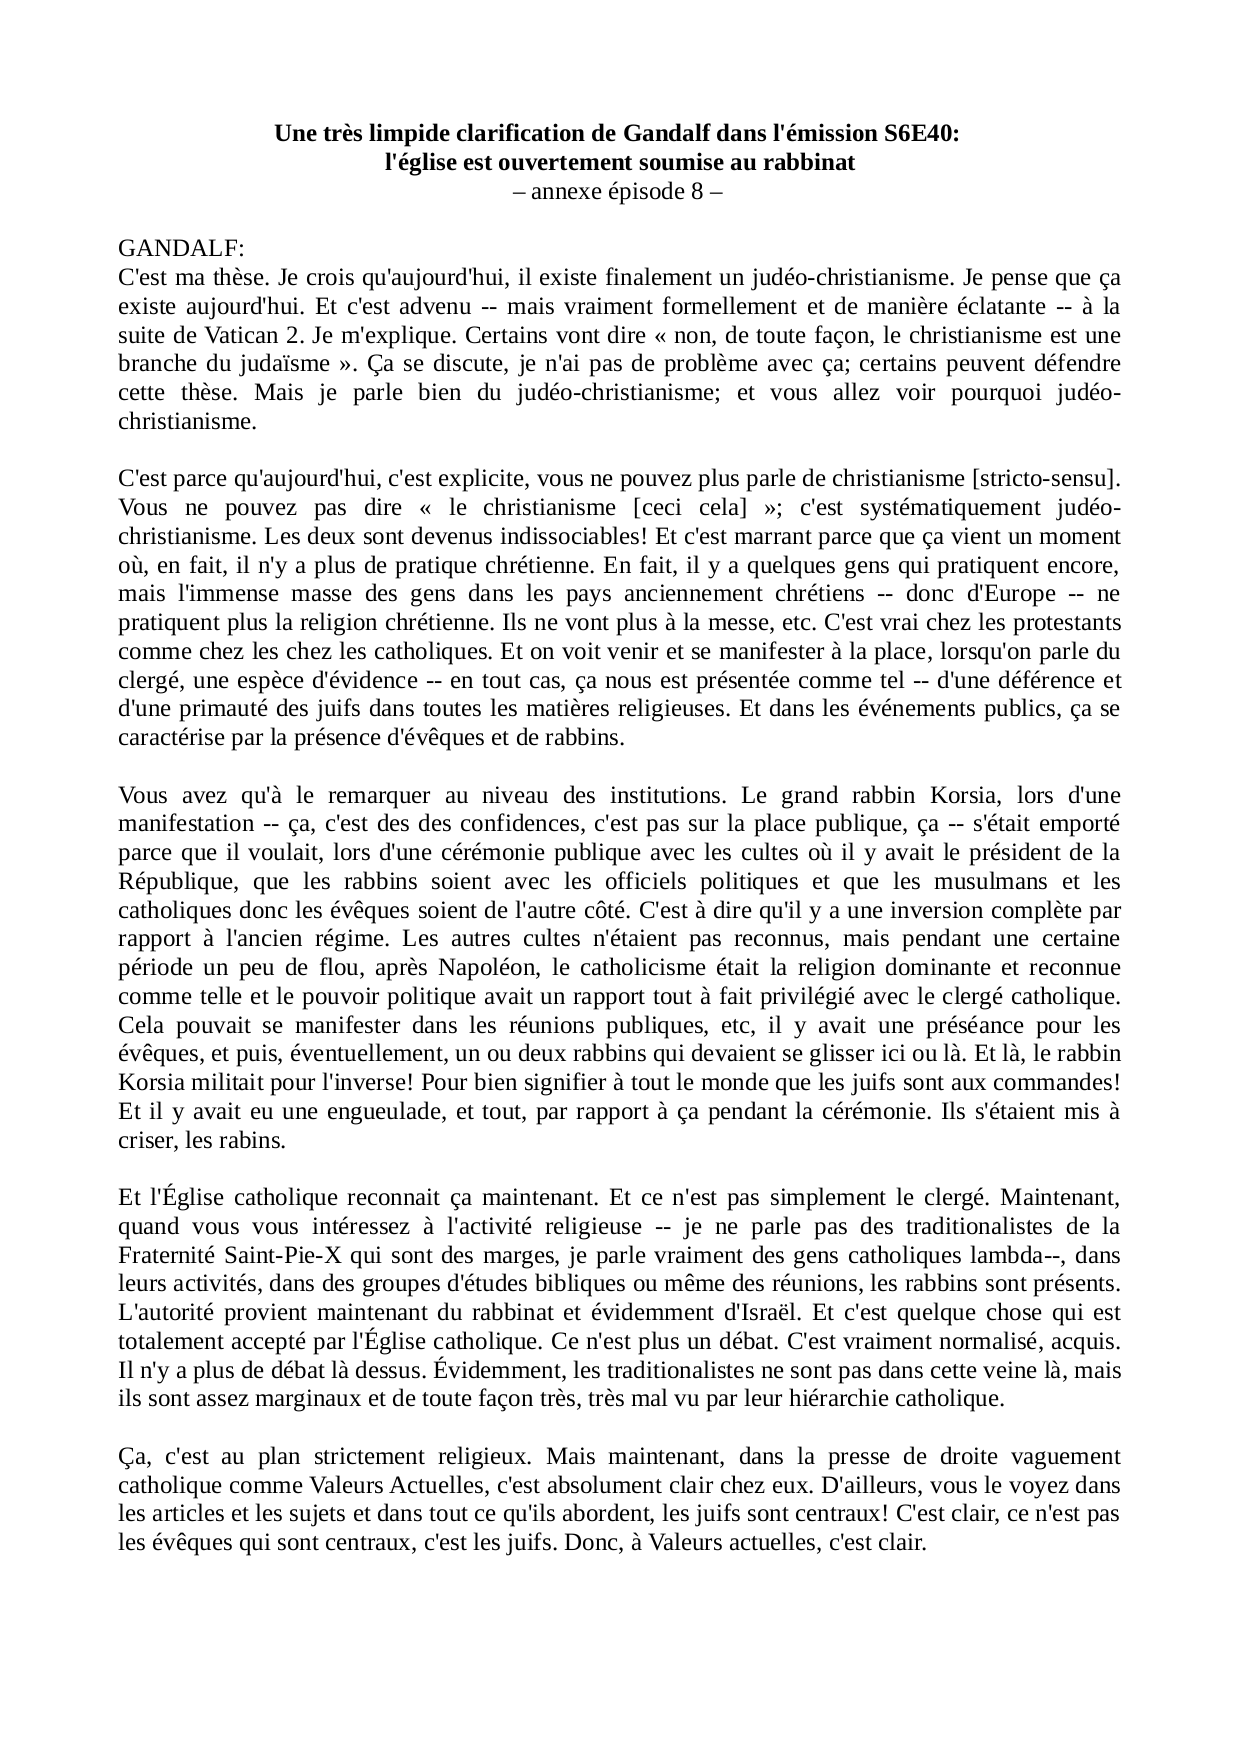 Une très limpide clarification de Gandalf dans l'émission S6E40:
l'église est ouvertement soumise au rabbinat
– annexe épisode 8 –
GANDALF:
C'est ma thèse. Je crois qu'aujourd'hui, il existe finalement un judéo-christianisme. Je pense que ça
existe aujourd'hui. Et c'est advenu -- mais vraiment formellement et de manière éclatante -- à la
suite de Vatican 2. Je m'explique. Certains vont dire « non, de toute façon, le christianisme est une
branche du judaïsme ». Ça se discute, je n'ai pas de problème avec ça; certains peuvent défendre
cette thèse. Mais je parle bien du judéo-christianisme; et vous allez voir pourquoi judéo-
christianisme.
C'est parce qu'aujourd'hui, c'est explicite, vous ne pouvez plus parle de christianisme [stricto-sensu].
Vous ne pouvez pas dire « le christianisme [ceci cela] »; c'est systématiquement judéo-
christianisme. Les deux sont devenus indissociables! Et c'est marrant parce que ça vient un moment
où, en fait, il n'y a plus de pratique chrétienne. En fait, il y a quelques gens qui pratiquent encore,
mais l'immense masse des gens dans les pays anciennement chrétiens -- donc d'Europe -- ne
pratiquent plus la religion chrétienne. Ils ne vont plus à la messe, etc. C'est vrai chez les protestants
comme chez les chez les catholiques. Et on voit venir et se manifester à la place, lorsqu'on parle du
clergé, une espèce d'évidence -- en tout cas, ça nous est présentée comme tel -- d'une déférence et
d'une primauté des juifs dans toutes les matières religieuses. Et dans les événements publics, ça se
caractérise par la présence d'évêques et de rabbins.
Vous avez qu'à le remarquer au niveau des institutions. Le grand rabbin Korsia, lors d'une
manifestation -- ça, c'est des des confidences, c'est pas sur la place publique, ça -- s'était emporté
parce que il voulait, lors d'une cérémonie publique avec les cultes où il y avait le président de la
République, que les rabbins soient avec les officiels politiques et que les musulmans et les
catholiques donc les évêques soient de l'autre côté. C'est à dire qu'il y a une inversion complète par
rapport à l'ancien régime. Les autres cultes n'étaient pas reconnus, mais pendant une certaine
période un peu de flou, après Napoléon, le catholicisme était la religion dominante et reconnue
comme telle et le pouvoir politique avait un rapport tout à fait privilégié avec le clergé catholique.
Cela pouvait se manifester dans les réunions publiques, etc, il y avait une préséance pour les
évêques, et puis, éventuellement, un ou deux rabbins qui devaient se glisser ici ou là. Et là, le rabbin
Korsia militait pour l'inverse! Pour bien signifier à tout le monde que les juifs sont aux commandes!
Et il y avait eu une engueulade, et tout, par rapport à ça pendant la cérémonie. Ils s'étaient mis à
criser, les rabins.
Et l'Église catholique reconnait ça maintenant. Et ce n'est pas simplement le clergé. Maintenant,
quand vous vous intéressez à l'activité religieuse -- je ne parle pas des traditionalistes de la
Fraternité Saint-Pie-X qui sont des marges, je parle vraiment des gens catholiques lambda--, dans
leurs activités, dans des groupes d'études bibliques ou même des réunions, les rabbins sont présents.
L'autorité provient maintenant du rabbinat et évidemment d'Israël. Et c'est quelque chose qui est
totalement accepté par l'Église catholique. Ce n'est plus un débat. C'est vraiment normalisé, acquis.
Il n'y a plus de débat là dessus. Évidemment, les traditionalistes ne sont pas dans cette veine là, mais
ils sont assez marginaux et de toute façon très, très mal vu par leur hiérarchie catholique.
Ça, c'est au plan strictement religieux. Mais maintenant, dans la presse de droite vaguement
catholique comme Valeurs Actuelles, c'est absolument clair chez eux. D'ailleurs, vous le voyez dans
les articles et les sujets et dans tout ce qu'ils abordent, les juifs sont centraux! C'est clair, ce n'est pas
les évêques qui sont centraux, c'est les juifs. Donc, à Valeurs actuelles, c'est clair.